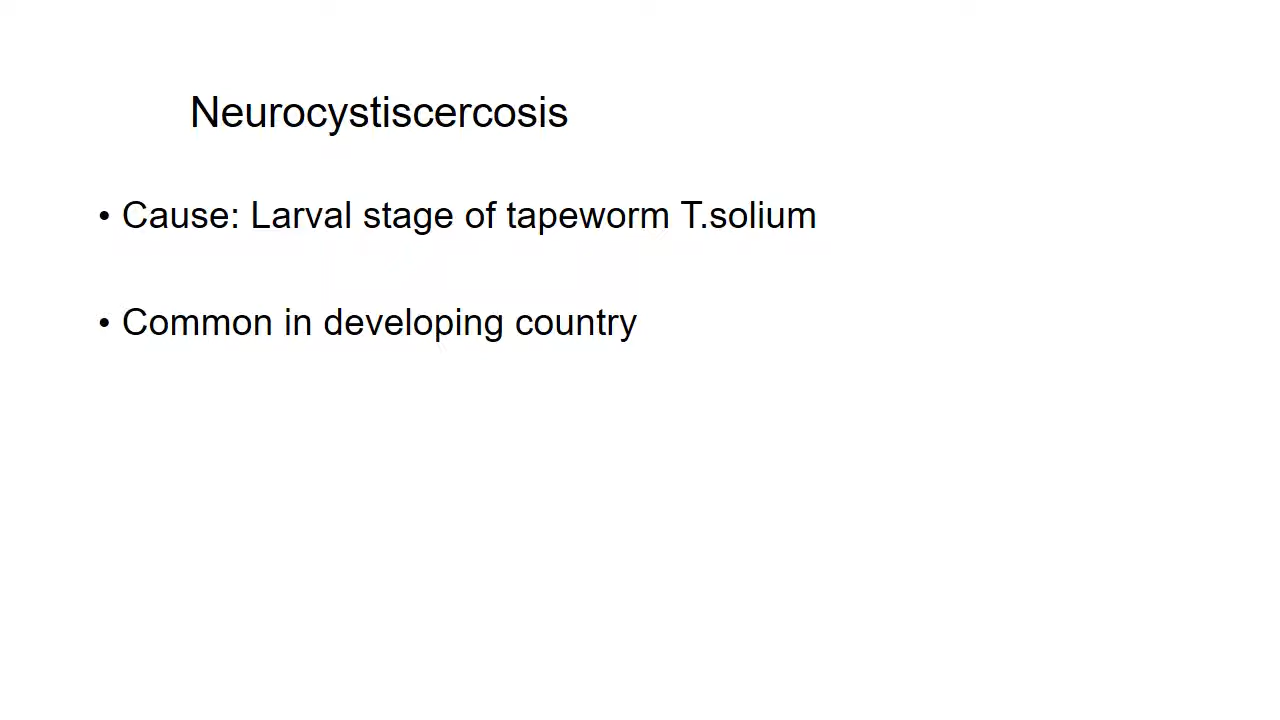 Neurocystiscercosis
• Cause: Larval stage of tapeworm T.solium
• Common in developing country